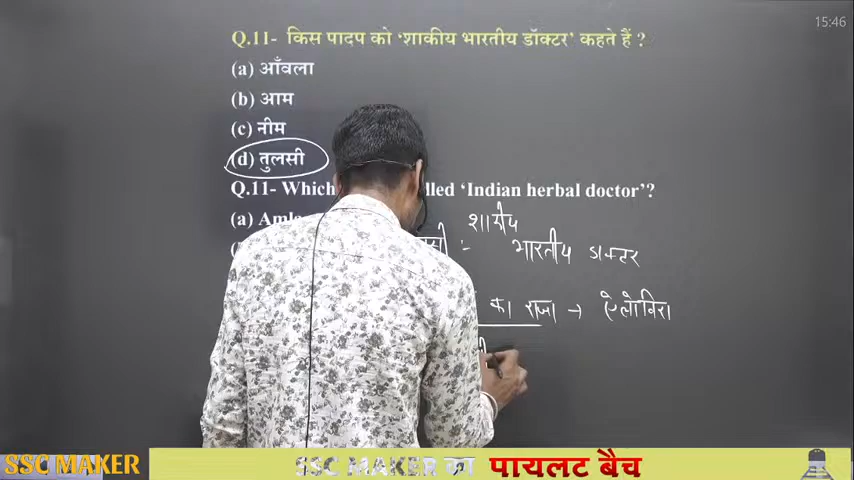 15:46
Q.11- किस पादप को ‘शाकीय भारतीय डॉक्टर’ कहते हैं ?
(a) आँवला
(b) आम
(c) नीम
(d) तुलसी
Q.11- Which lled ‘Indian herbal doctor’?
(a) Amla
शाकीय
:- भारतीय डाक्टर
का राजा → ऐलोविरा
SSC MAKER SSC MAKER का पायलट बैच